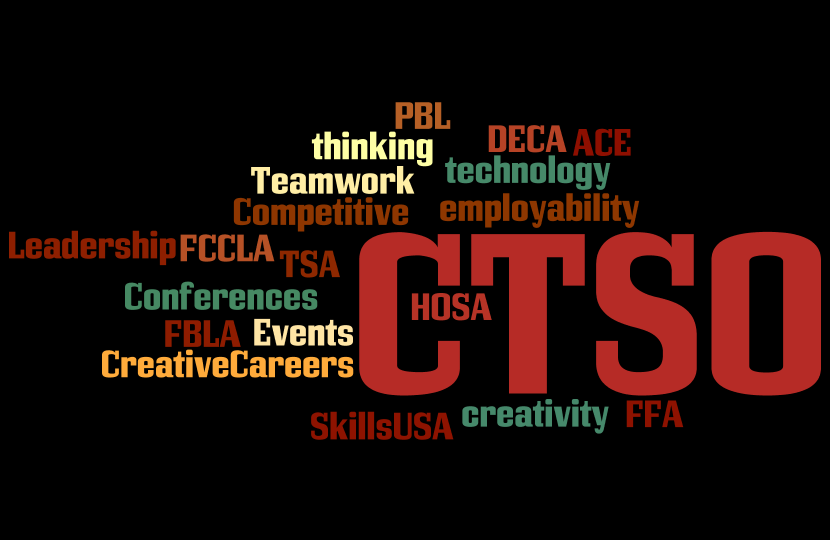 PBL
thinking
DECA
ACE
Teamwork
technology
Competitive
employability
Leadership
FCCLA
TSA
CTSO
HOSA
Conferences
FBLA
Events
CreativeCareers
SkillsUSA
creativity
FFA